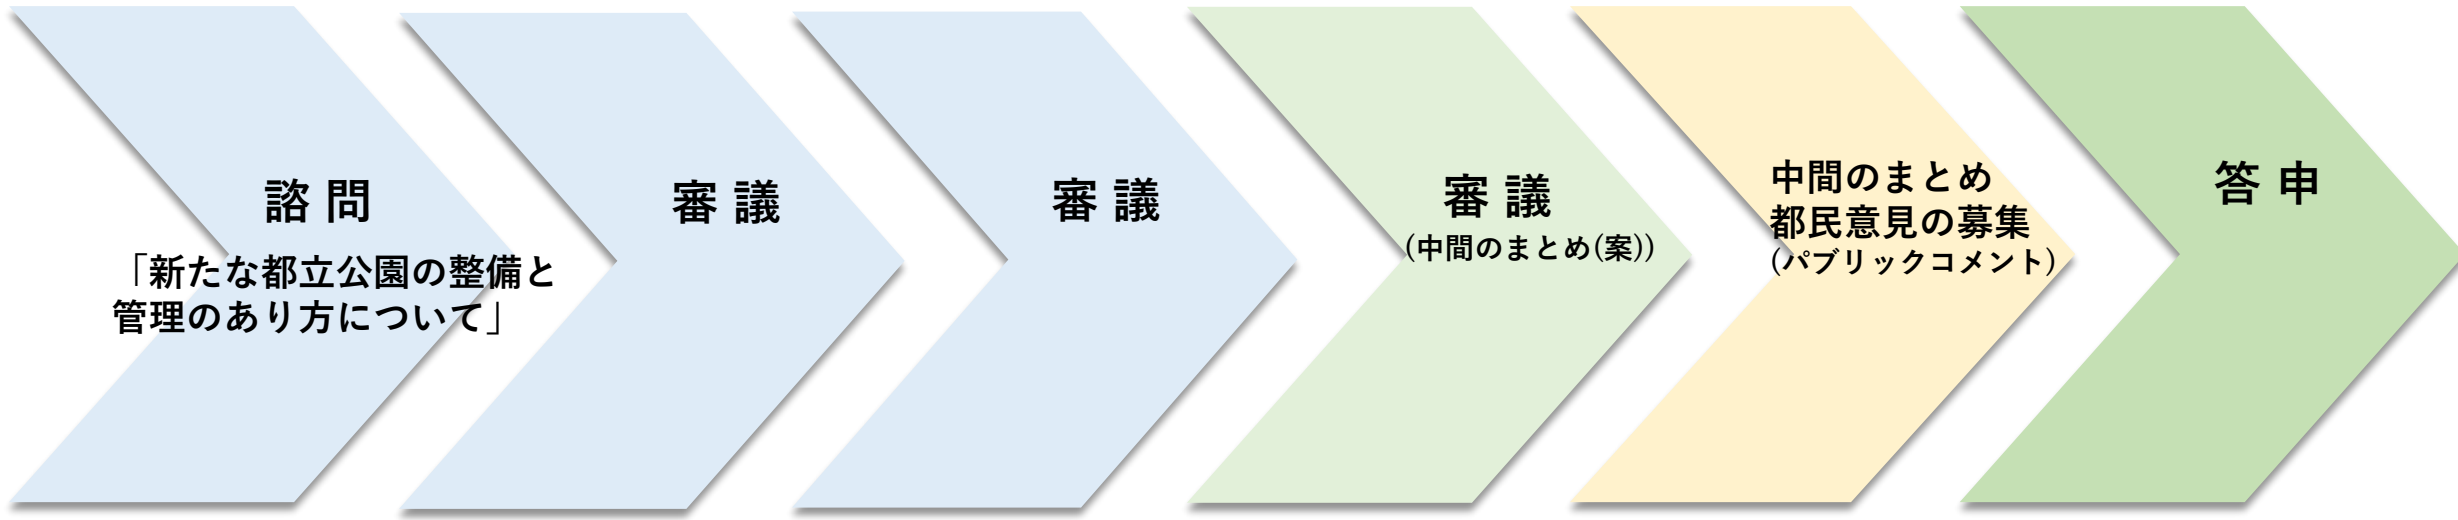 諮問
「新たな都立公園の整備と
管理のあり方について」
審議
審議
審議
(中間のまとめ(案))
中間のまとめ
都民意見の募集
(パブリックコメント)
答申